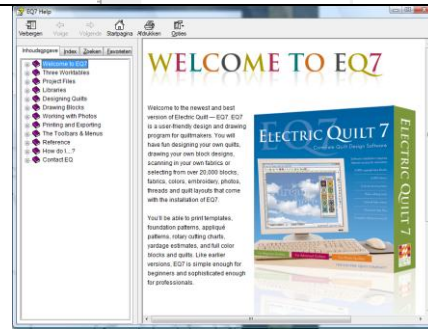 EQ7 Help
Verbergen Vorige Volgende Startpagina Afdrukken Opties
Inhoudsopgave Index Zoeken Favorieten
Welcome to EQ7
Three Worktables
Project Files
Libraries
Designing Quilts
Drawing Blocks
Working with Photos
Printing and Exporting
The Toolbars & Menus
Reference
How do I...?
Contact EQ
WELCOME TO EQ7
Welcome to the newest and best
version of Electric Quilt — EQ7. EQ7
is a user-friendly design and drawing
program for quiltmakers. You will
have fun designing your own quilts,
drawing your own block designs,
scanning in your own fabrics or
selecting from over 20,000 blocks,
fabrics, colors, embroidery, photos,
threads and quilt layouts that come
with the installation of EQ7.
You'll be able to print templates,
foundation patterns, appliqué
patterns, rotary cutting charts,
yardage estimates, and full color
blocks and quilts. Like earlier
versions, EQ7 is simple enough for
beginners and sophisticated enough
for professionals.
EQ7
ELECTRIC QUILT 7
Complete Quilt Design Software
ELECTRIC QUILT 7